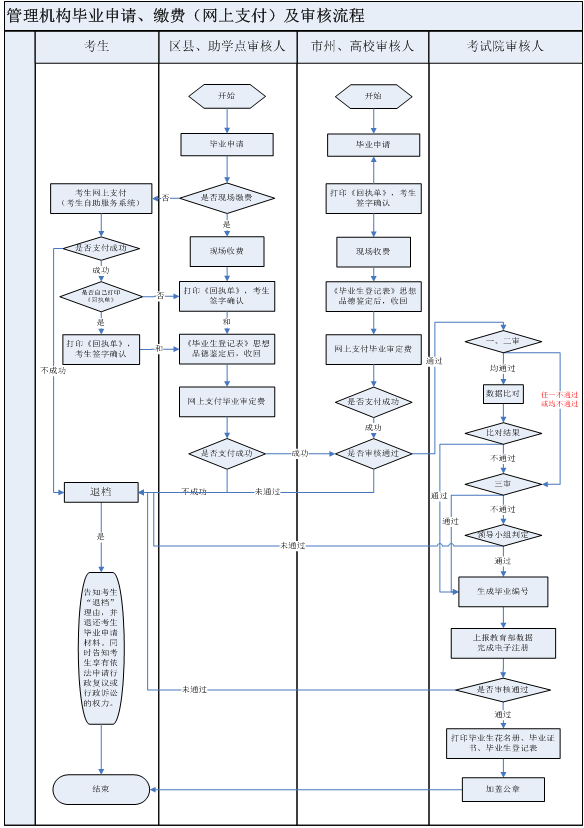 管理机构毕业申请、缴费（网上支付）及审核流程
考生
区县、助学点审核人
市州、高校审核人
考试院审核人
开始
开始
毕业申请
毕业申请
考生网上支付
（考生自助服务系统）
否
是否现场缴费
打印《回执单》，考生
签字确认
是
是否支付成功
现场收费
现场收费
成功
是否自己打印
《回执单》
否
打印《回执单》，考生
签字确认
《毕业生登记表》思想
品德鉴定后，收回
是
和
打印《回执单》，
考生签字确认
和
《毕业生登记表》思想
品德鉴定后，收回
网上支付毕业审定费
一、二审
通过
不成功
均通过
网上支付毕业审定费
是否支付成功
数据比对
任一不通过
或均不通过
成功
比对结果
是否支付成功
成功
是否审核通过
不通过
三审
退档
不成功
未通过
通过
不通过
通过
领导小组判定
是
未通过
通过
告知考生
“退档”
理由，并
退还考生
毕业申请
材料。同
时告知考
生享有依
法申请行
政复议或
行政诉讼
的权力。
生成毕业编号
上报教育部数据
完成电子注册
未通过
是否审核通过
通过
打印毕业生花名册、毕业证
书、毕业生登记表
结束
加盖公章